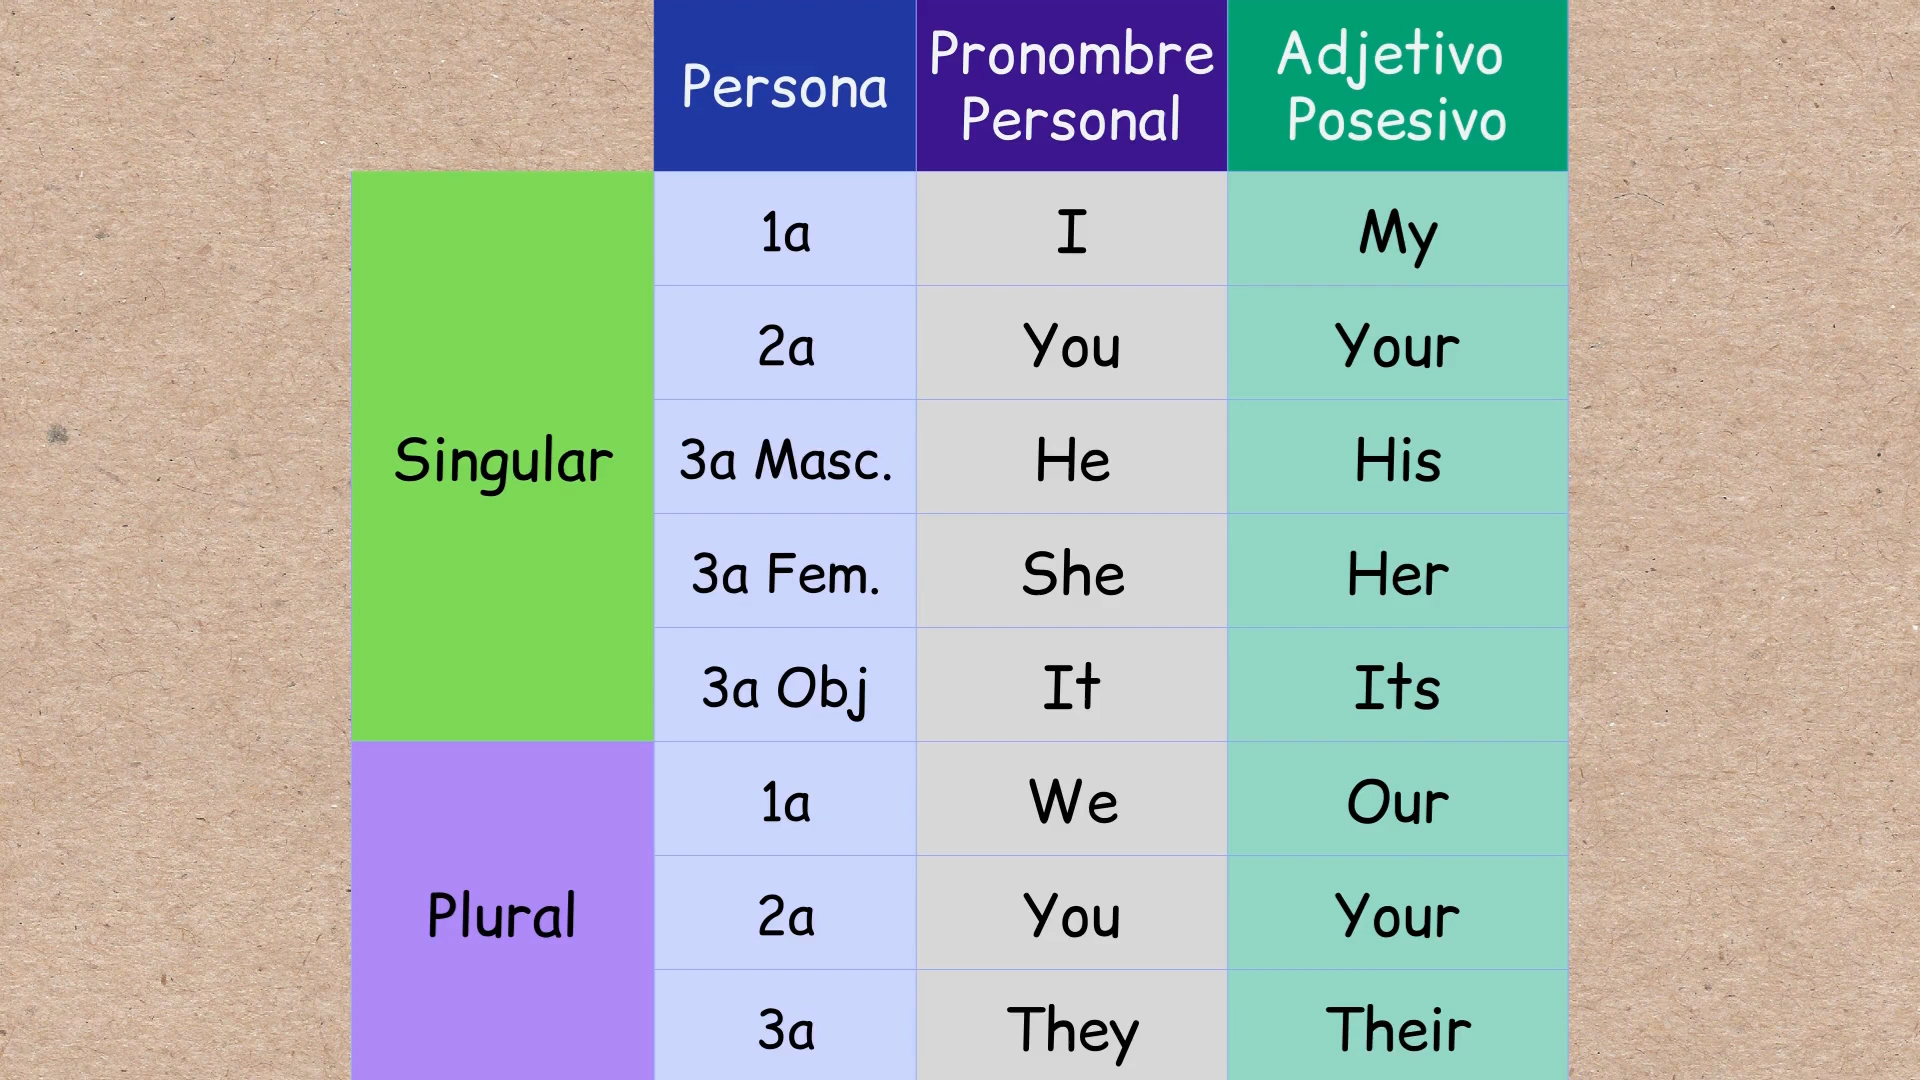 Persona Pronombre Personal Adjetivo Posesivo
Singular
1a I My
2a You Your
3a Masc. He His
3a Fem. She Her
3a Obj It Its
Plural
1a We Our
2a You Your
3a They Their